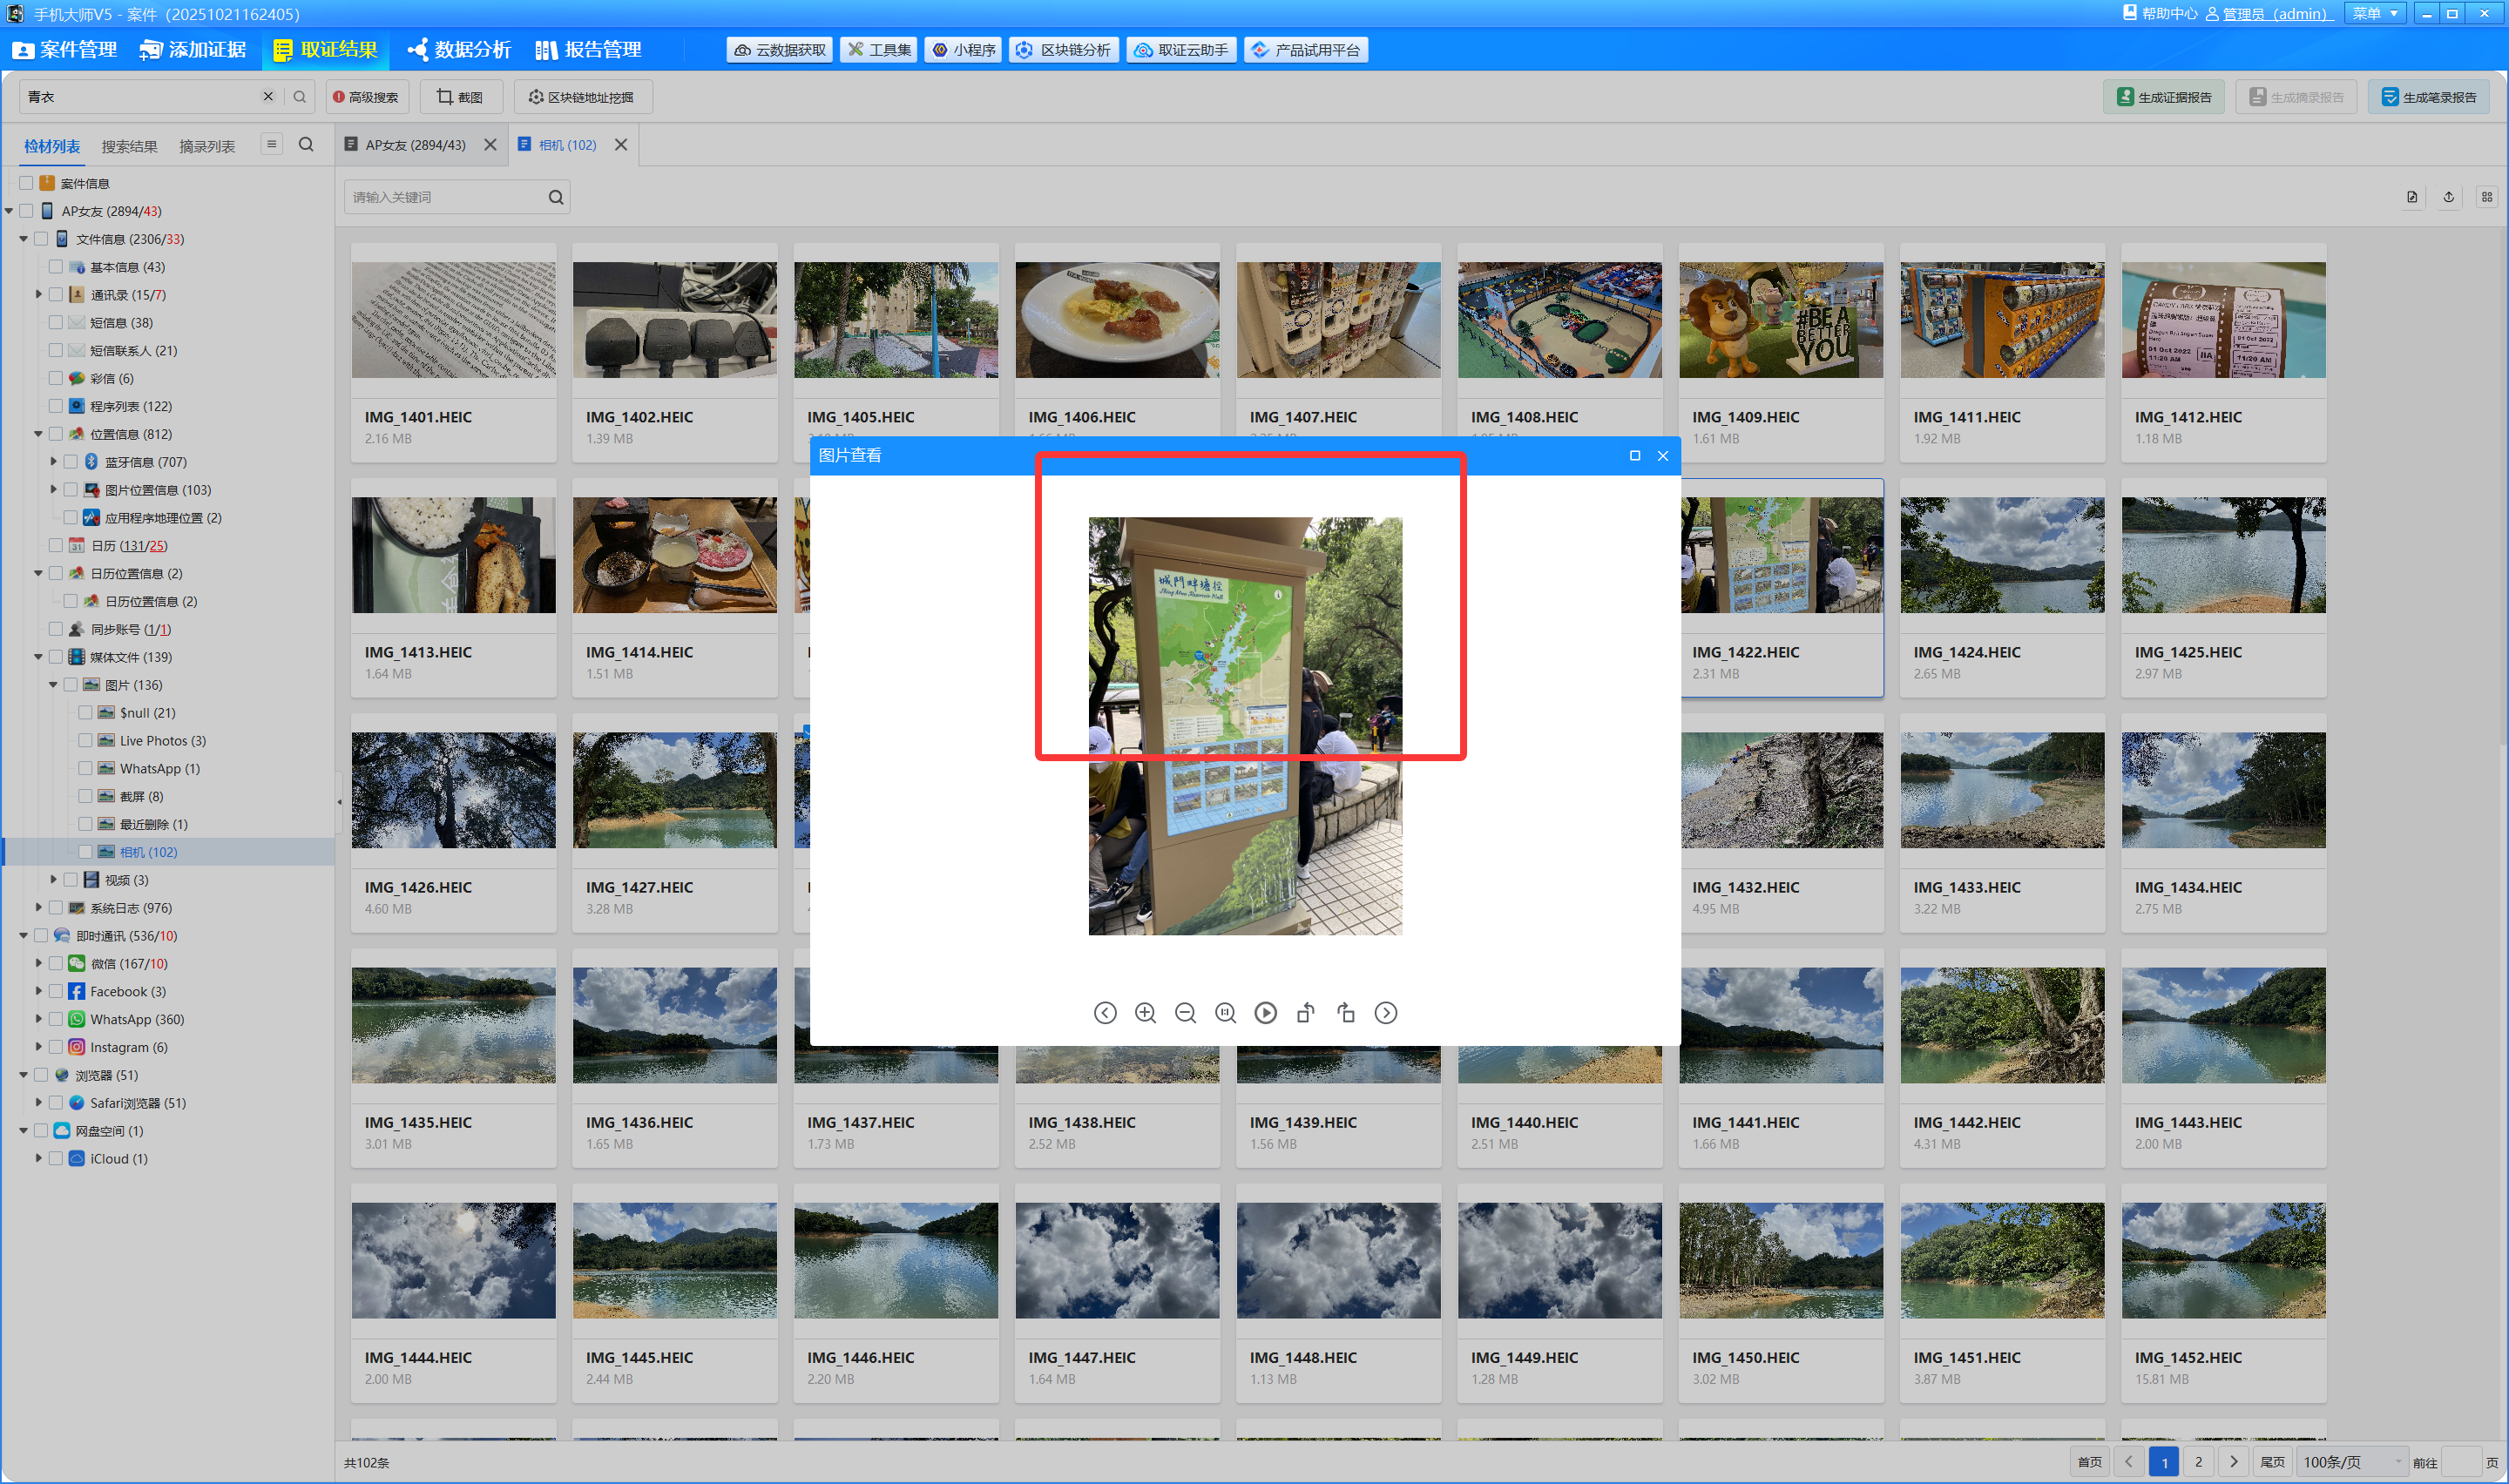 手机大师V5 - 案件（20251021162405）
帮助中心 管理员（admin） 菜单
案件管理 添加证据 取证结果 数据分析 报告管理
云数据获取 工具集 小程序 区块链分析 取证云助手 产品试用平台
青衣 高级搜索 截图 区块链地址挖掘
生成证据报告 生成摘录报告 生成笔录报告
检材列表 搜索结果 摘录列表
AP女友 (2894/43) 相机 (102)
请输入关键词
案件信息
AP女友 (2894/43)
文件信息 (2306/33)
基本信息 (43)
通讯录 (15/7)
短信息 (38)
短信联系人 (21)
彩信 (6)
程序列表 (122)
位置信息 (812)
蓝牙信息 (707)
图片位置信息 (103)
应用程序地理位置 (2)
日历 (131/25)
日历位置信息 (2)
日历位置信息 (2)
同步账号 (1/1)
媒体文件 (139)
图片 (136)
$null (21)
Live Photos (3)
WhatsApp (1)
截屏 (8)
最近删除 (1)
相机 (102)
视频 (3)
系统日志 (976)
即时通讯 (536/10)
微信 (167/10)
Facebook (3)
WhatsApp (360)
Instagram (6)
浏览器 (51)
Safari浏览器 (51)
网盘空间 (1)
iCloud (1)
#BE A
BETTER
YOU
01 Oct 2022
11:20 AM
11:20 AM
IMG_1401.HEIC IMG_1402.HEIC IMG_1405.HEIC IMG_1406.HEIC IMG_1407.HEIC IMG_1408.HEIC IMG_1409.HEIC IMG_1411.HEIC IMG_1412.HEIC
2.16 MB 1.39 MB 1.61 MB 1.92 MB 1.18 MB
图片查看
城門畔塘徑
Shing Mun Reservoir Walk
IMG_1413.HEIC IMG_1414.HEIC IMG_1422.HEIC IMG_1424.HEIC IMG_1425.HEIC
1.64 MB 1.51 MB 2.31 MB 2.65 MB 2.97 MB
IMG_1426.HEIC IMG_1427.HEIC IMG_1432.HEIC IMG_1433.HEIC IMG_1434.HEIC
4.60 MB 3.28 MB 4.95 MB 3.22 MB 2.75 MB
IMG_1435.HEIC IMG_1436.HEIC IMG_1437.HEIC IMG_1438.HEIC IMG_1439.HEIC IMG_1440.HEIC IMG_1441.HEIC IMG_1442.HEIC IMG_1443.HEIC
3.01 MB 1.65 MB 1.73 MB 2.52 MB 1.56 MB 2.51 MB 1.66 MB 4.31 MB 2.00 MB
IMG_1444.HEIC IMG_1445.HEIC IMG_1446.HEIC IMG_1447.HEIC IMG_1448.HEIC IMG_1449.HEIC IMG_1450.HEIC IMG_1451.HEIC IMG_1452.HEIC
2.00 MB 2.44 MB 2.20 MB 1.64 MB 1.13 MB 1.28 MB 3.02 MB 3.87 MB 15.81 MB
共102条
首页 1 2 尾页 100条/页 前往 页